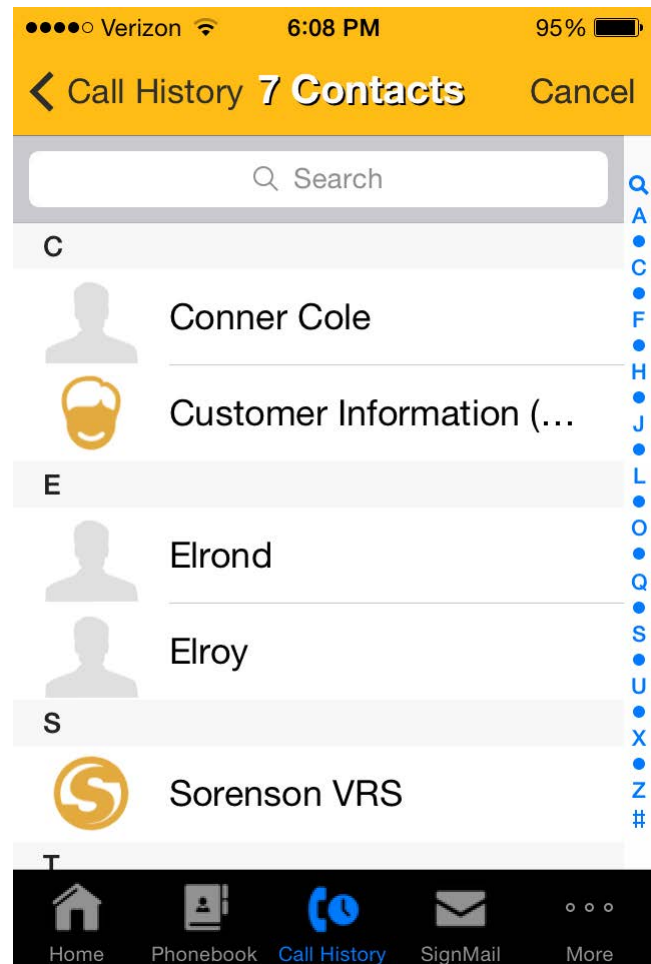 Verizon 6:08 PM 95%
Call History 7 Contacts Cancel
Search
C
Conner Cole
Customer Information (...
E
Elrond
Elroy
S
Sorenson VRS
T
A
C
F
H
J
L
O
Q
S
U
X
Z
#
Home Phonebook Call History SignMail More